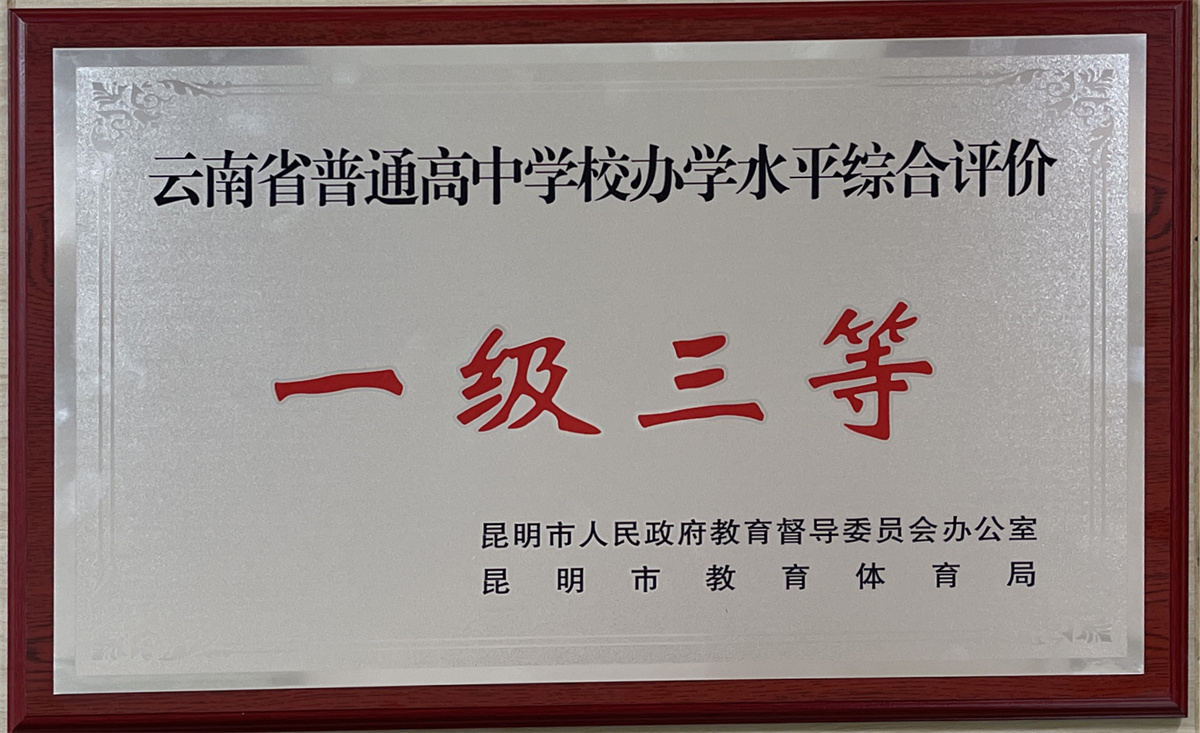 云南省普通高中学校办学水平综合评价
一级三等
昆明市人民政府教育督导委员会办公室
昆明市教育体育局